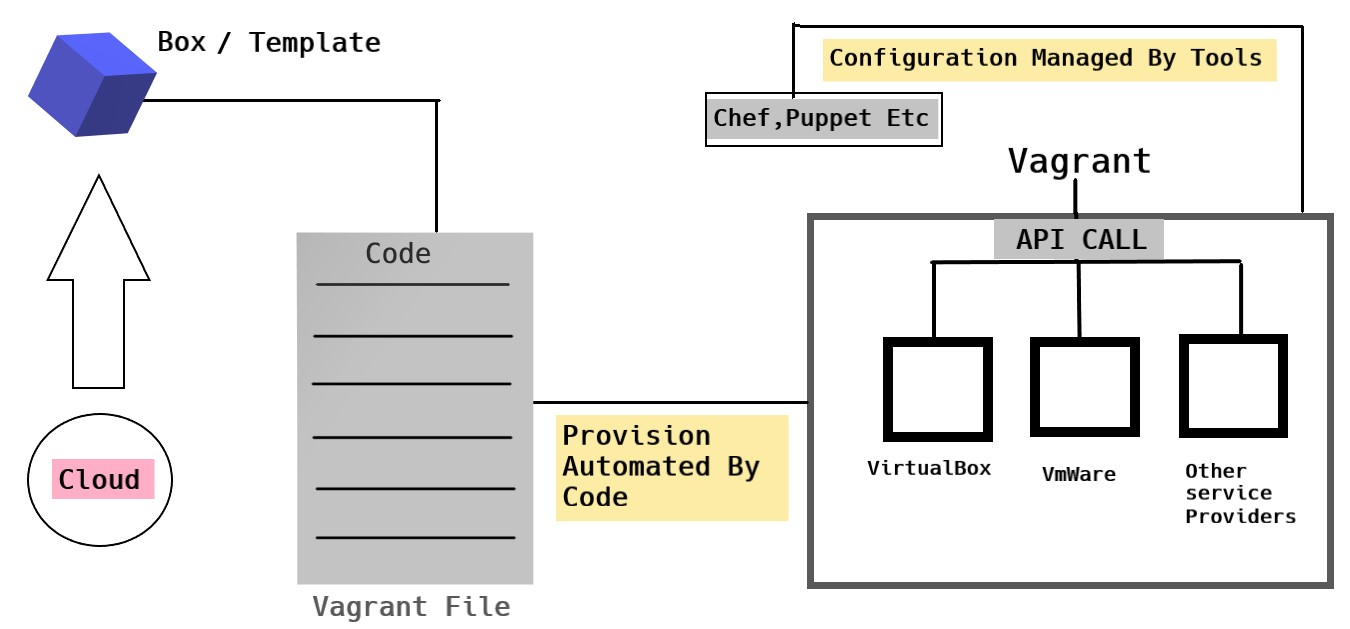 Box / Template
Configuration Managed By Tools
Chef,Puppet Etc
Vagrant
API CALL
Code
Provision
Automated By
Code
VirtualBox
VmWare
Other
service
Providers
Cloud
Vagrant File